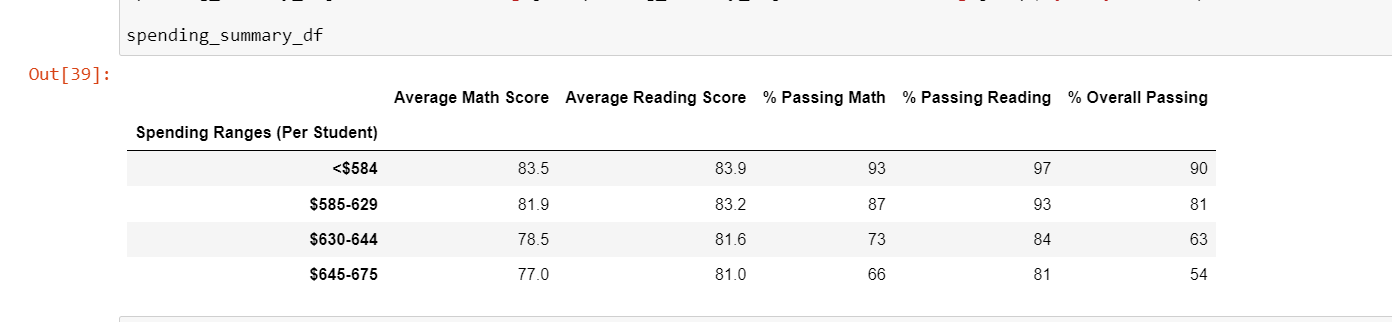 spending_summary_df
Out[39]:
Average Math Score Average Reading Score % Passing Math % Passing Reading % Overall Passing
Spending Ranges (Per Student)
<$584 83.5 83.9 93 97 90
$585-629 81.9 83.2 87 93 81
$630-644 78.5 81.6 73 84 63
$645-675 77.0 81.0 66 81 54